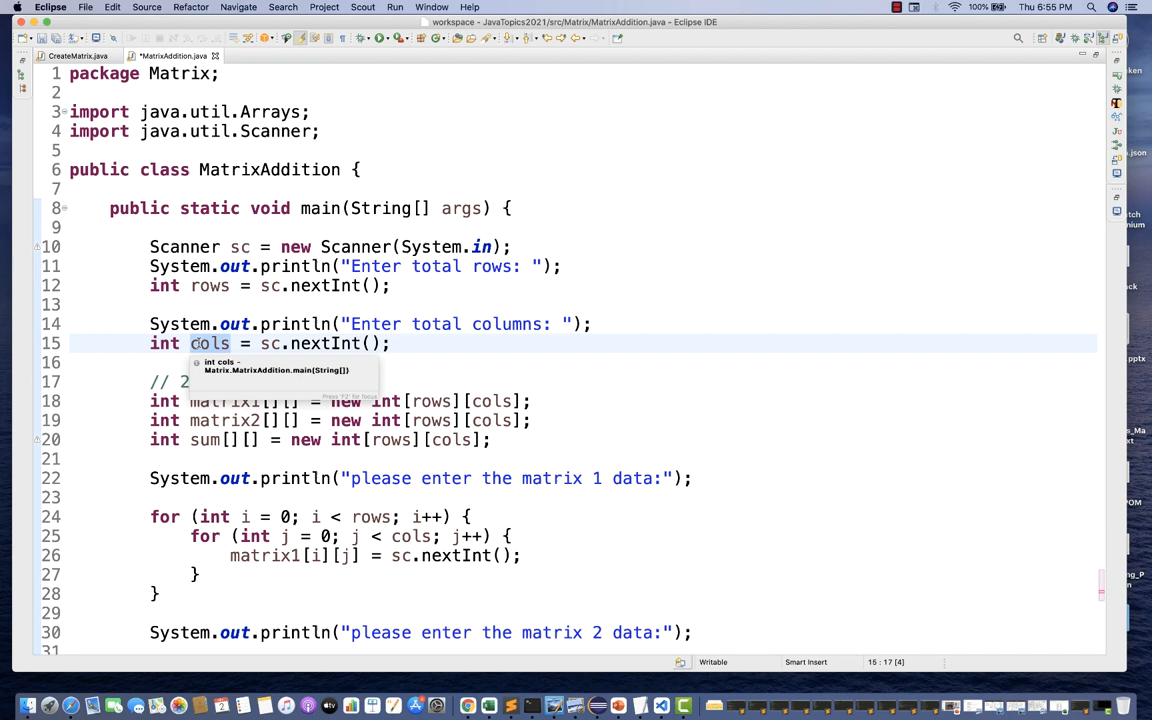 Eclipse File Edit Source Refactor Navigate Search Project Scout Run Window Help
100% Thu 6:55 PM
workspace - JavaTopics2021/src/Matrix/MatrixAddition.java - Eclipse IDE
CreateMatrix.java *MatrixAddition.java
1 package Matrix;
2
3 import java.util.Arrays;
4 import java.util.Scanner;
5
6 public class MatrixAddition {
7
8 public static void main(String[] args) {
9
10 Scanner sc = new Scanner(System.in);
11 System.out.println("Enter total rows: ");
12 int rows = sc.nextInt();
13
14 System.out.println("Enter total columns: ");
15 int cols = sc.nextInt();
16
int cols -
Matrix.MatrixAddition.main(String[])
Press 'F2' for focus
17 // 2
18 int matrix1[][] = new int[rows][cols];
19 int matrix2[][] = new int[rows][cols];
20 int sum[][] = new int[rows][cols];
21
22 System.out.println("please enter the matrix 1 data:");
23
24 for (int i = 0; i < rows; i++) {
25 for (int j = 0; j < cols; j++) {
26 matrix1[i][j] = sc.nextInt();
27 }
28 }
29
30 System.out.println("please enter the matrix 2 data:");
31
Writable Smart Insert 15 : 17 [4]